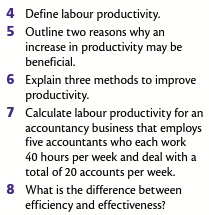 4 Define labour productivity.
5 Outline two reasons why an
increase in productivity may be
beneficial.
6 Explain three methods to improve
productivity.
7 Calculate labour productivity for an
accountancy business that employs
five accountants who each work
40 hours per week and deal with a
total of 20 accounts per week.
8 What is the difference between
efficiency and effectiveness?